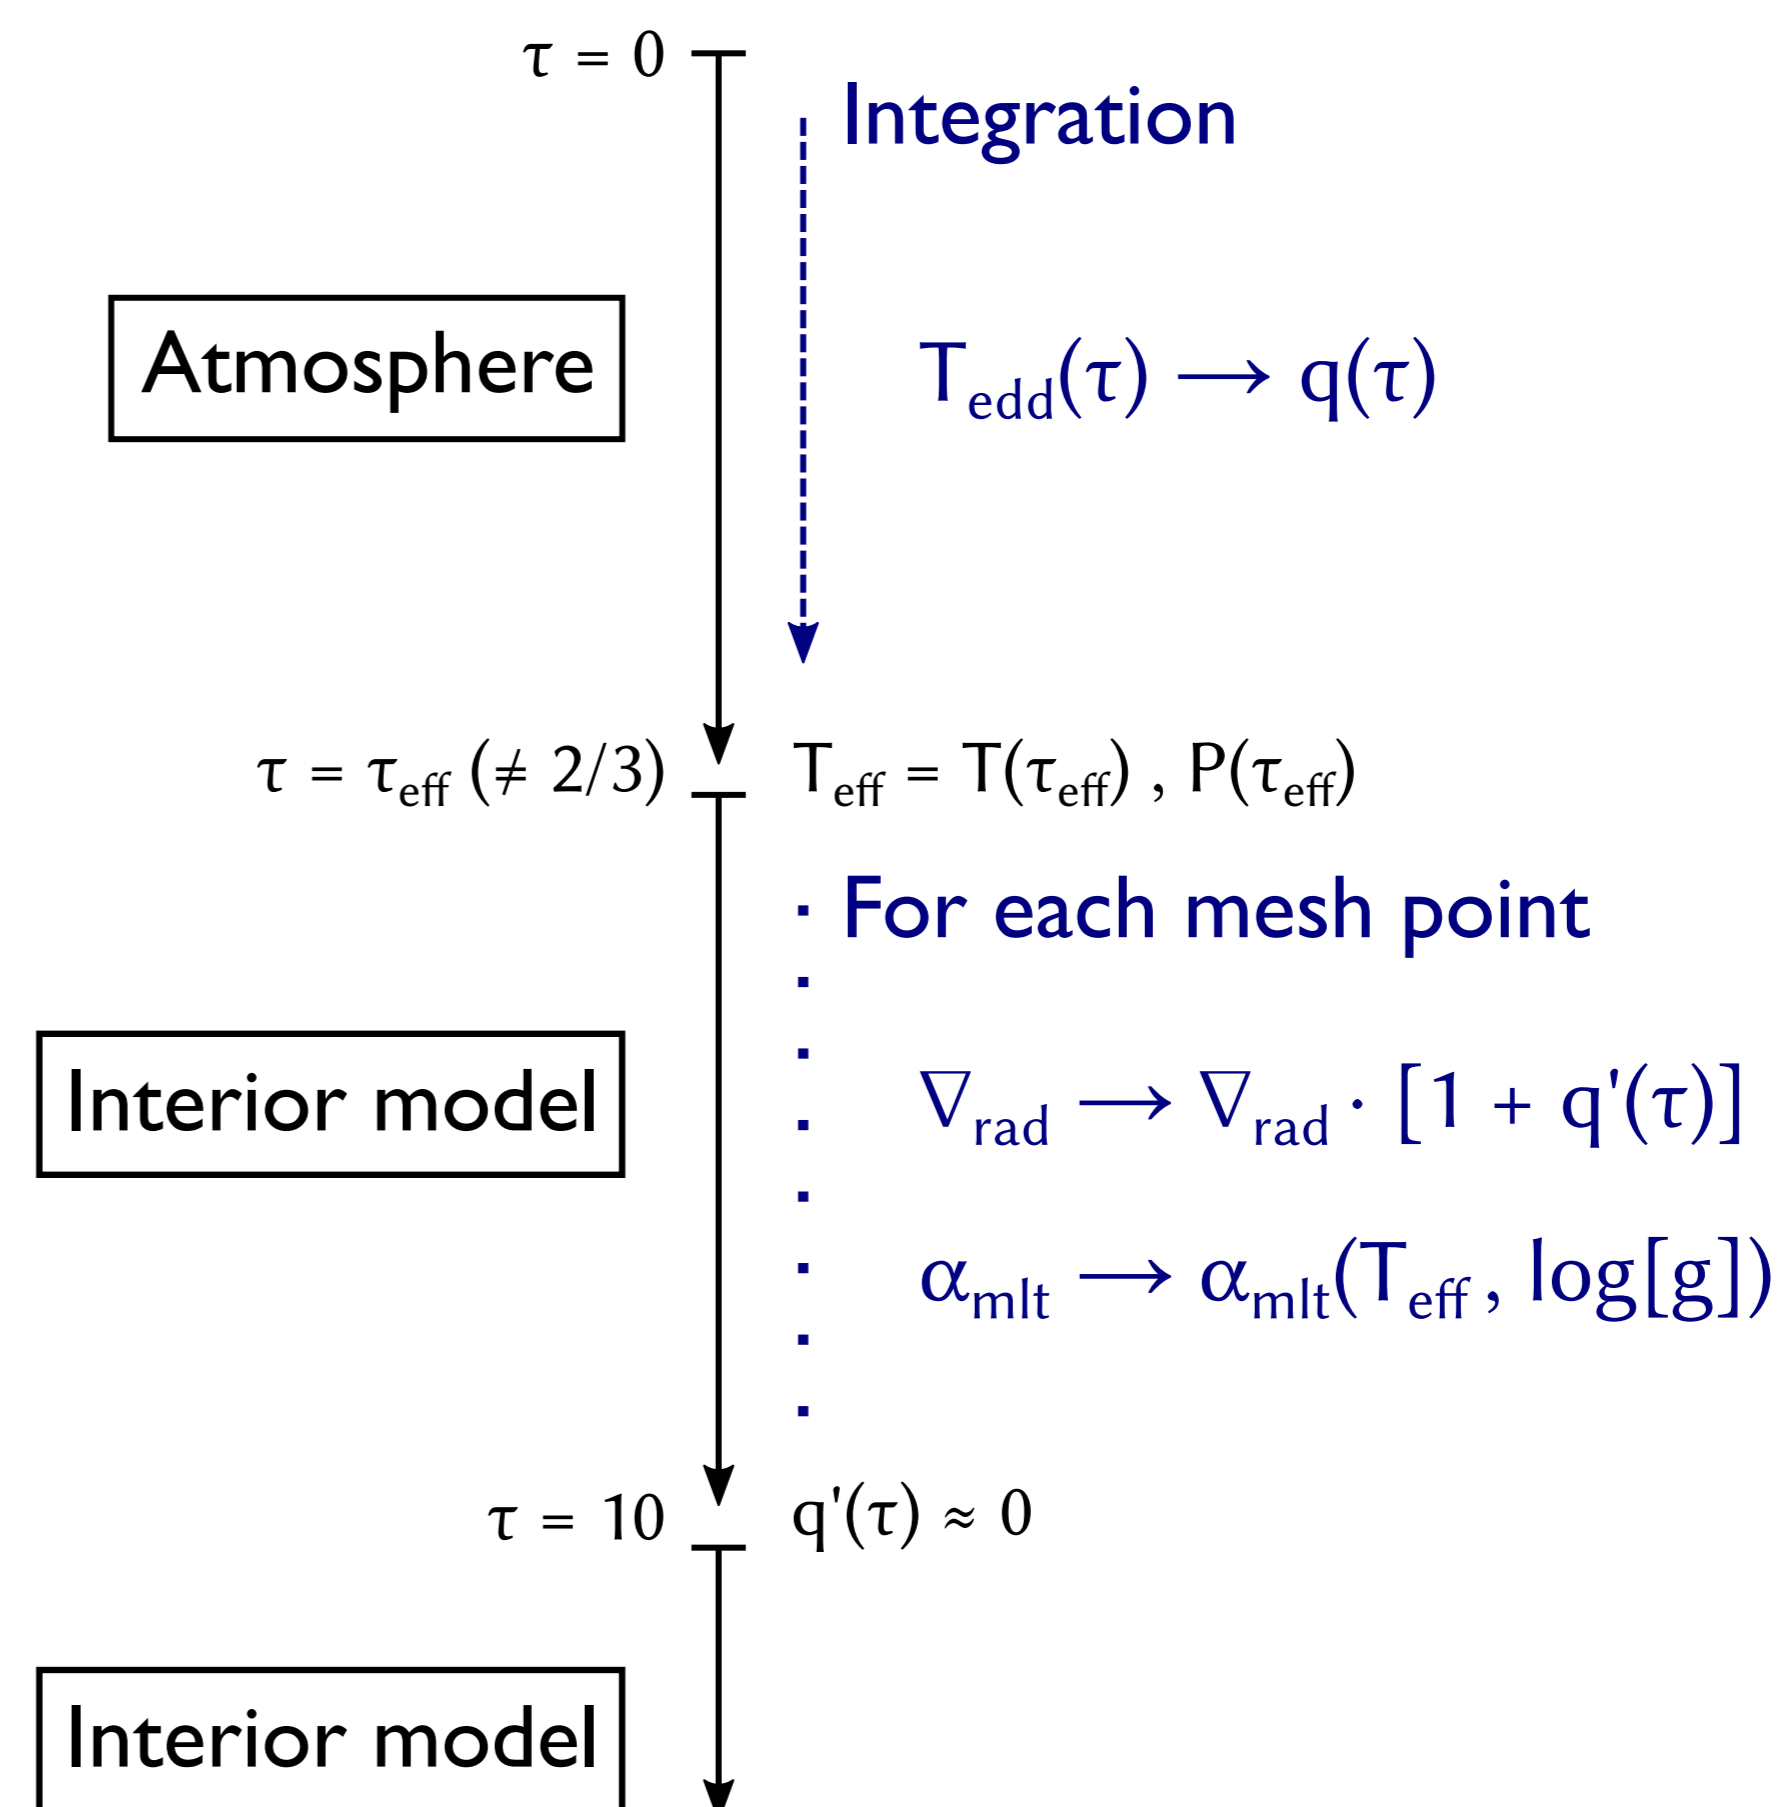 τ = 0
Integration
Atmosphere
T_edd(τ) ⟶ q(τ)
τ = τ_eff (≠ 2/3)
T_eff = T(τ_eff) , P(τ_eff)
For each mesh point
Interior model
∇_rad ⟶ ∇_rad · [1 + q'(τ)]
α_mlt ⟶ α_mlt(T_eff , log[g])
τ = 10
q'(τ) ≈ 0
Interior model